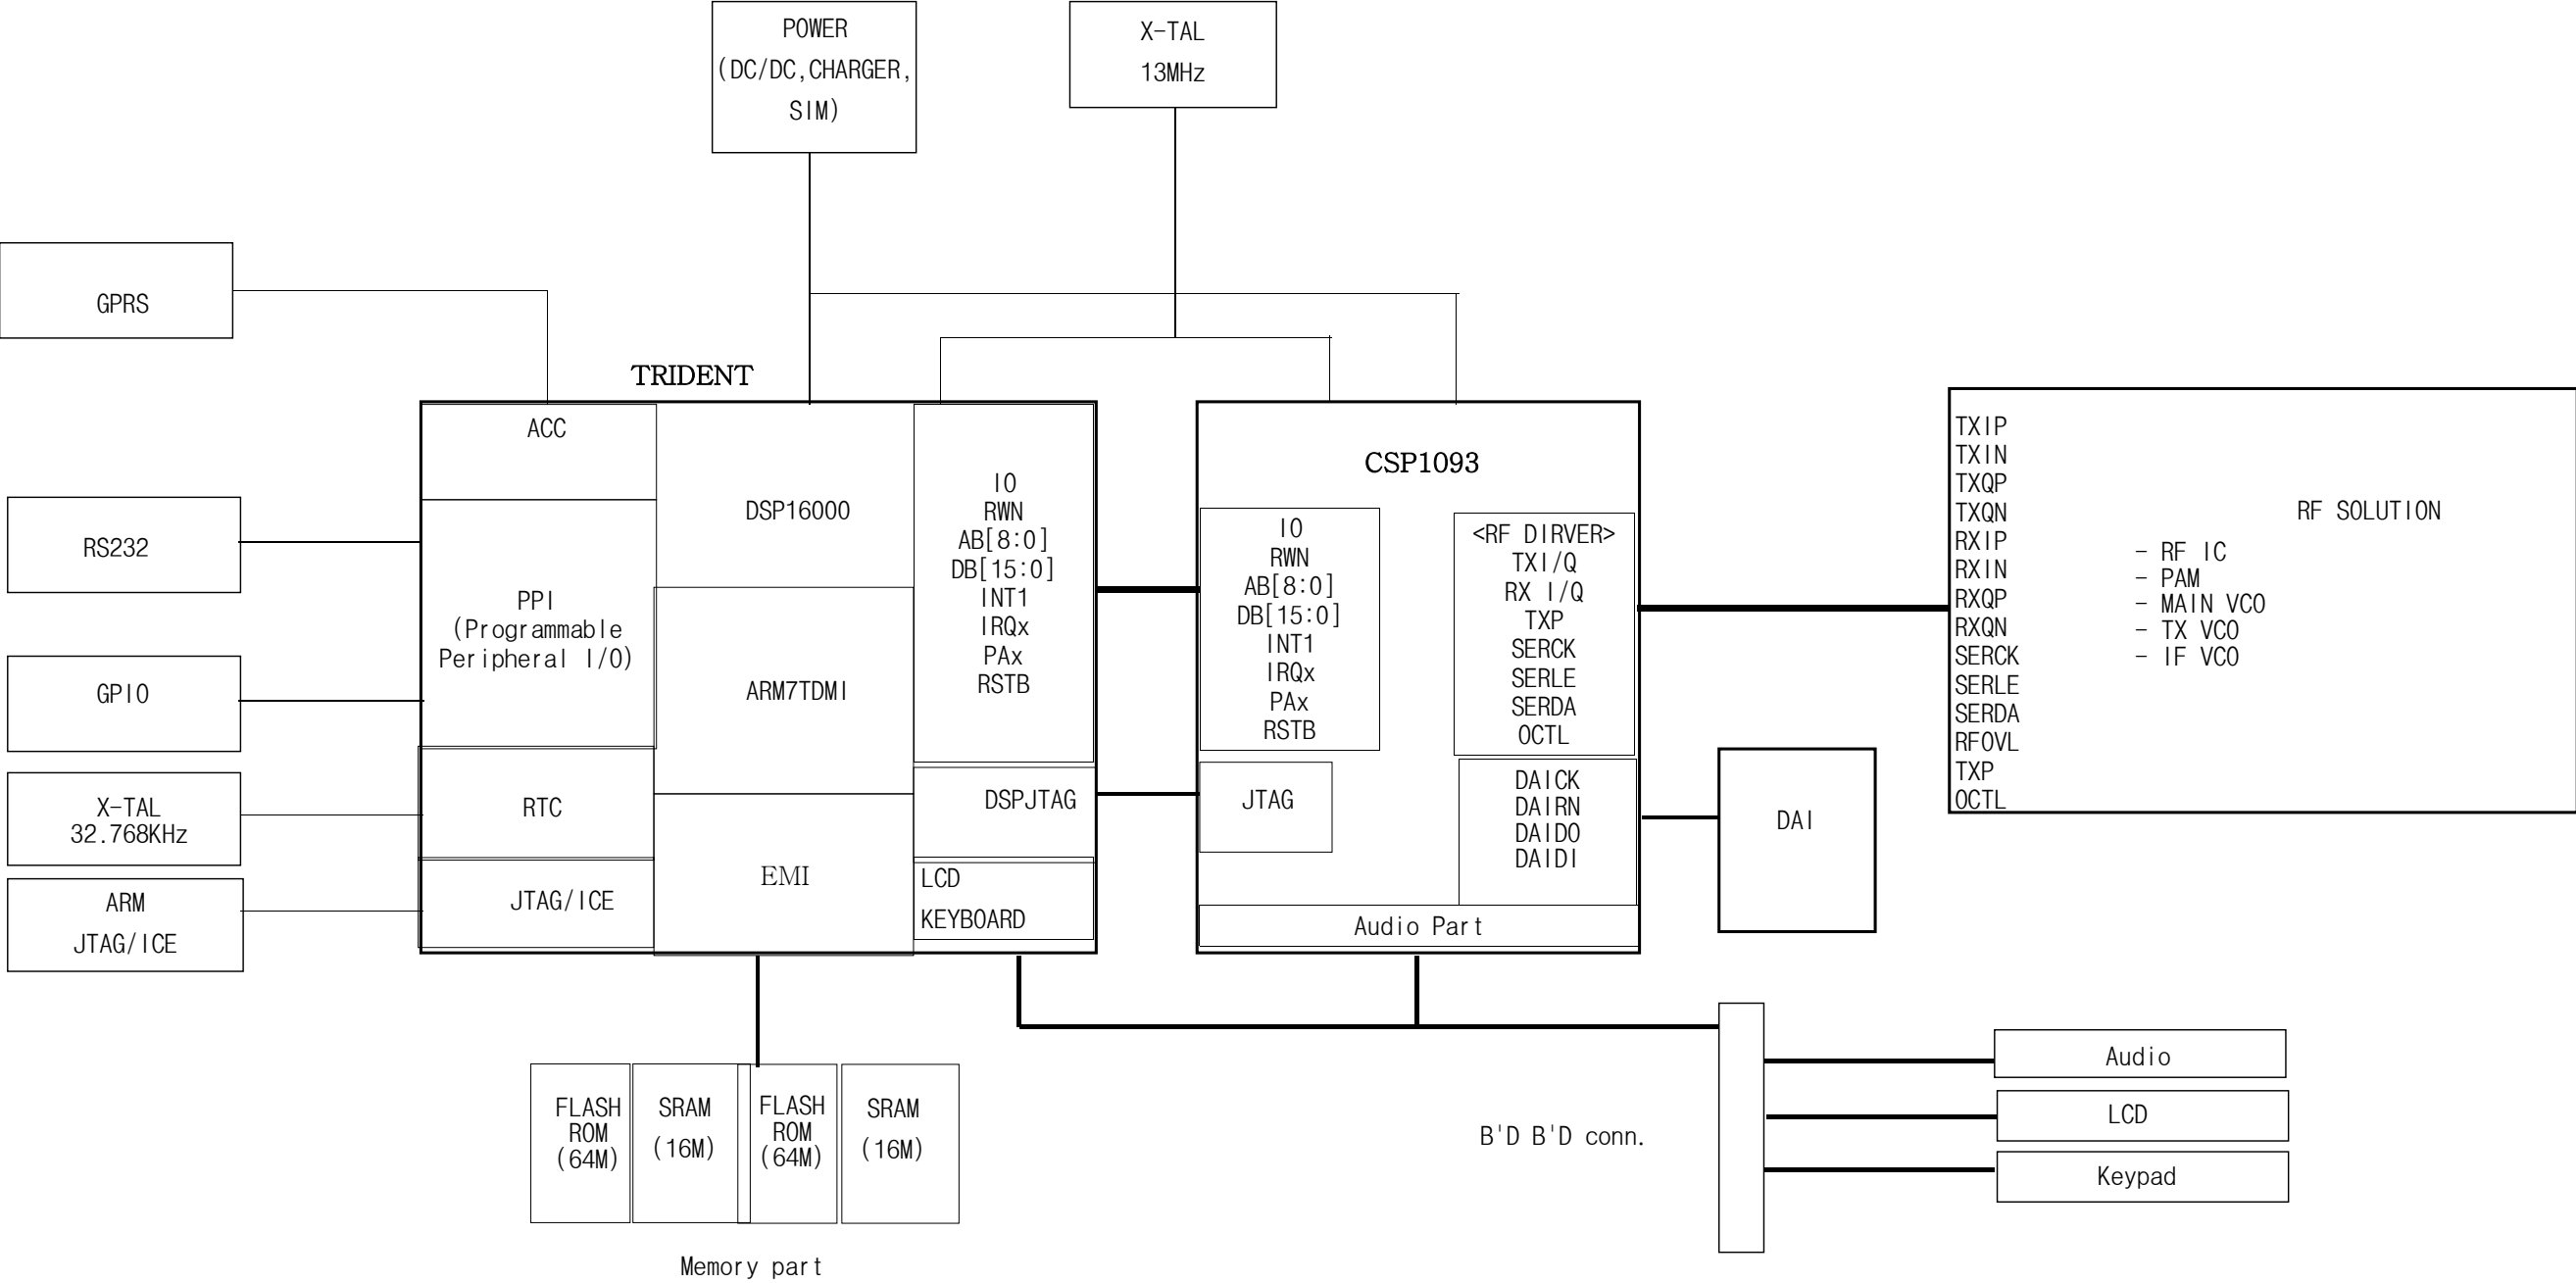 POWER
(DC/DC,CHARGER,
SIM)
X-TAL
13MHz
GPRS
TRIDENT
ACC
DSP16000
IO
RWN
AB[8:0]
DB[15:0]
INT1
IRQx
PAx
RSTB
CSP1093
IO
RWN
AB[8:0]
DB[15:0]
INT1
IRQx
PAx
RSTB
<RF DIRVER>
TXI/Q
RX I/Q
TXP
SERCK
SERLE
SERDA
OCTL
TXIP
TXIN
TXQP
TXQN
RXIP
RXIN
RXQP
RXQN
SERCK
SERLE
SERDA
RFOVL
TXP
OCTL
RF SOLUTION
- RF IC
- PAM
- MAIN VCO
- TX VCO
- IF VCO
RS232
PPI
(Programmable
Peripheral I/O)
GPIO
ARM7TDMI
X-TAL
32.768KHz
RTC
DSPJTAG
JTAG
DAICK
DAIRN
DAIDO
DAIDI
DAI
ARM
JTAG/ICE
JTAG/ICE
EMI
LCD
KEYBOARD
Audio Part
FLASH
ROM
(64M)
SRAM
(16M)
FLASH
ROM
(64M)
SRAM
(16M)
Memory part
B'D B'D conn.
Audio
LCD
Keypad